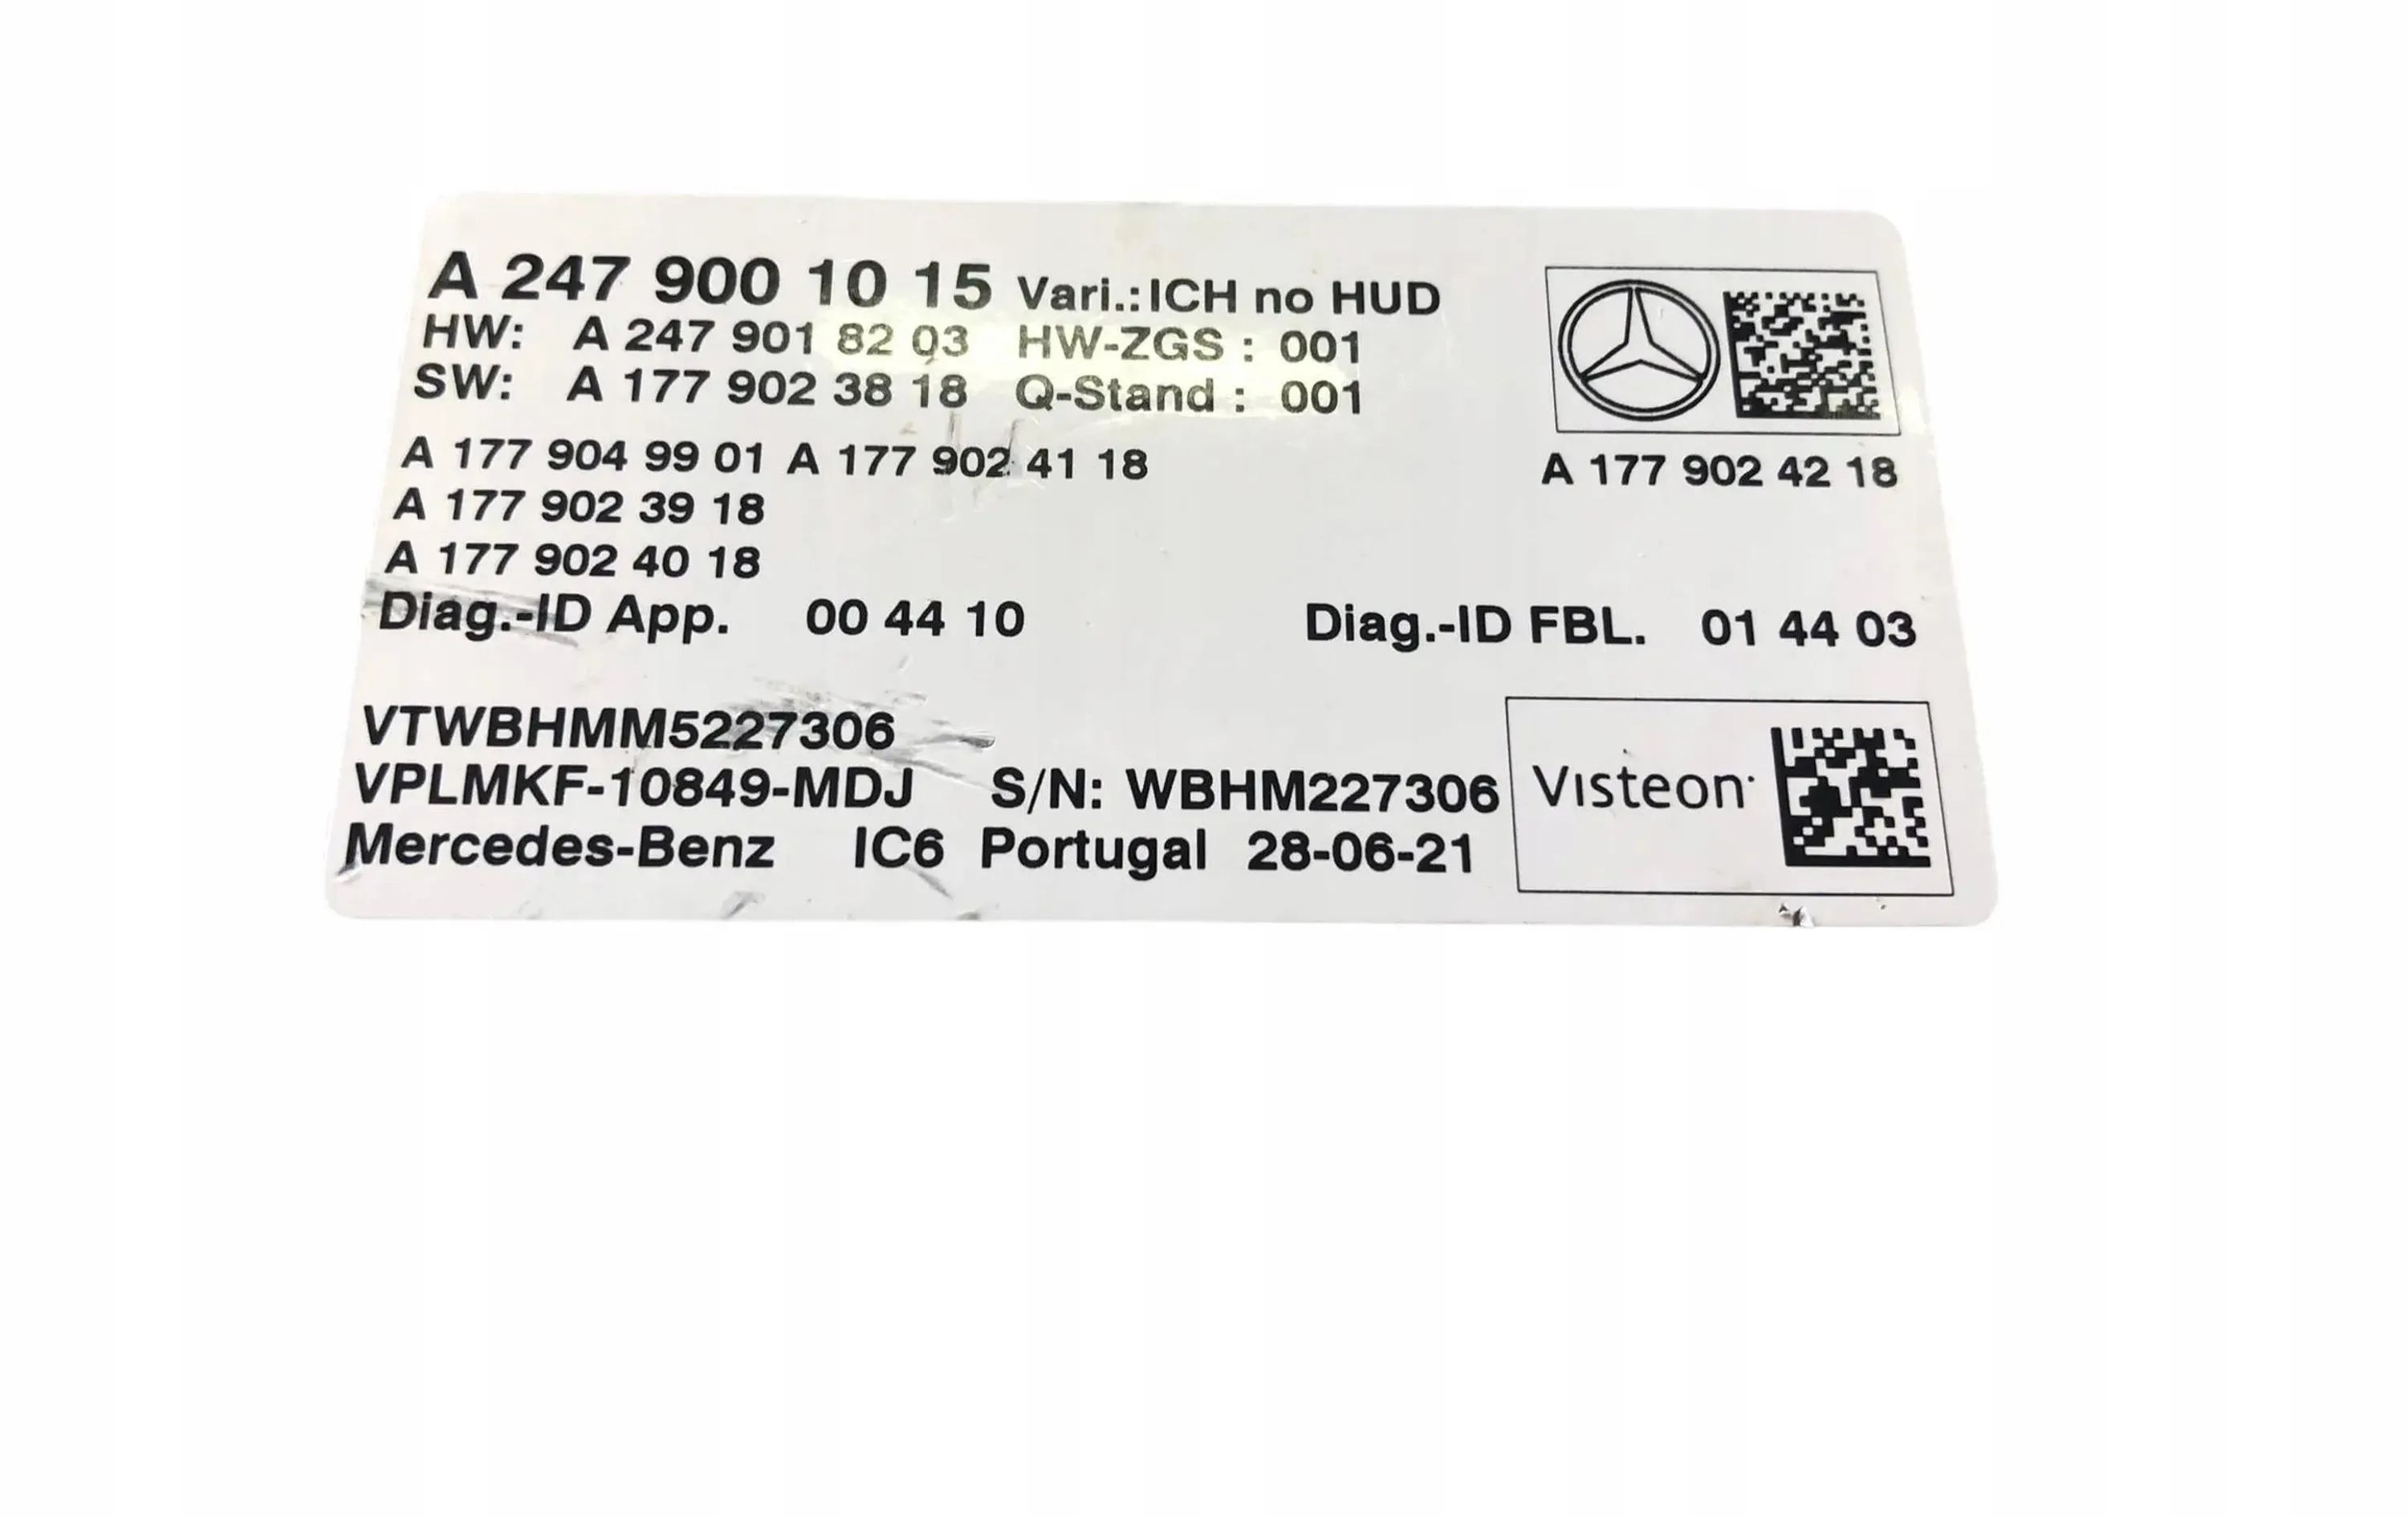 A 247 900 10 15 Vari.:ICH no HUD
HW: A 247 901 82 03 HW-ZGS : 001
SW: A 177 902 38 18 Q-Stand : 001
A 177 904 99 01 A 177 902 41 18 A 177 902 42 18
A 177 902 39 18
A 177 902 40 18
Diag.-ID App. 00 44 10 Diag.-ID FBL. 01 44 03
VTWBHMM5227306
VPLMKF-10849-MDJ S/N: WBHM227306 Visteon
Mercedes-Benz IC6 Portugal 28-06-21